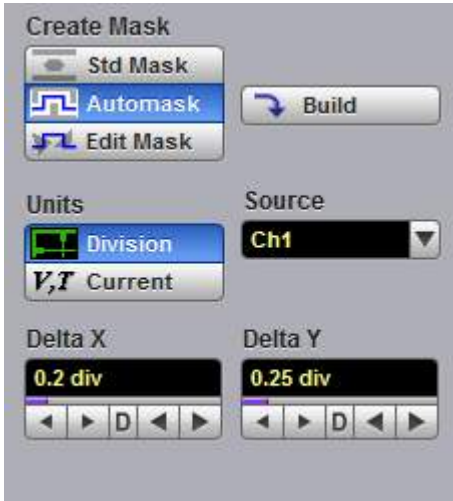 Create Mask
Std Mask
Automask
Build
Edit Mask
Units
Source
Division
Ch1
V,T Current
Delta X
Delta Y
0.2 div
0.25 div
D
D